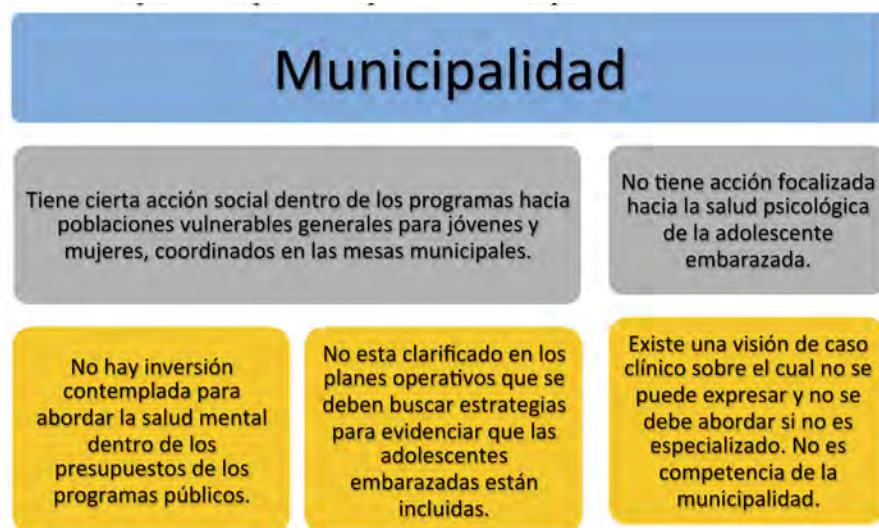 Municipalidad
Tiene cierta acción social dentro de los programas hacia
poblaciones vulnerables generales para jóvenes y
mujeres, coordinados en las mesas municipales.
No tiene acción focalizada
hacia la salud psicológica
de la adolescente
embarazada.
No hay inversión
contemplada para
abordar la salud mental
dentro de los
presupuestos de los
programas públicos.
No esta clarificado en los
planes operativos que se
deben buscar estrategias
para evidenciar que las
adolescentes
embarazadas están
incluidas.
Existe una visión de caso
clínico sobre el cual no se
puede expresar y no se
debe abordar si no es
especializado. No es
competencia de la
municipalidad.